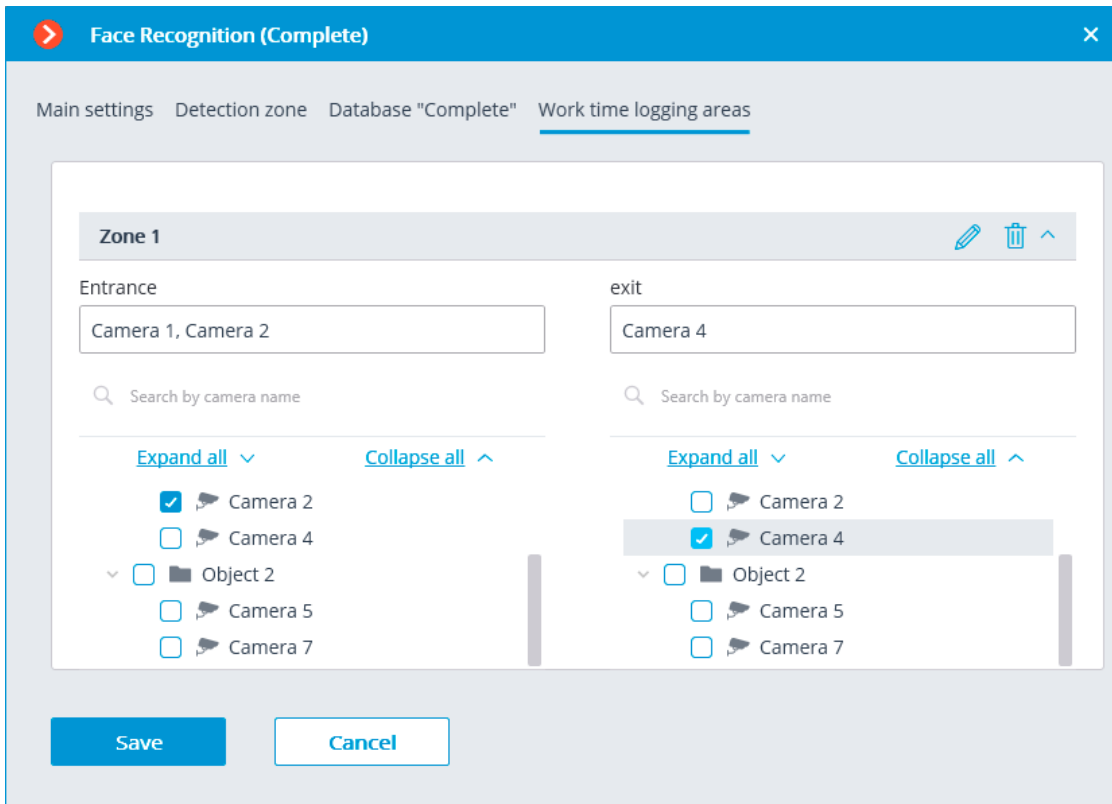 Face Recognition (Complete)
Main settings Detection zone Database "Complete" Work time logging areas
Zone 1
Entrance
Camera 1, Camera 2
Search by camera name
Expand all Collapse all
Camera 2
Camera 4
Object 2
Camera 5
Camera 7
exit
Camera 4
Search by camera name
Expand all Collapse all
Camera 2
Camera 4
Object 2
Camera 5
Camera 7
Save Cancel